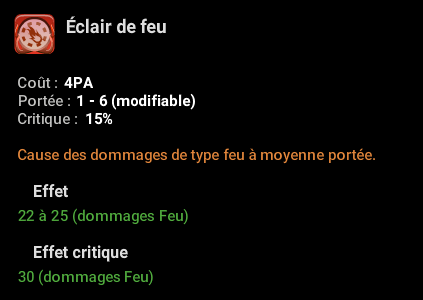 Éclair de feu
Coût : 4PA
Portée : 1 - 6 (modifiable)
Critique : 15%
Cause des dommages de type feu à moyenne portée.
Effet
22 à 25 (dommages Feu)
Effet critique
30 (dommages Feu)